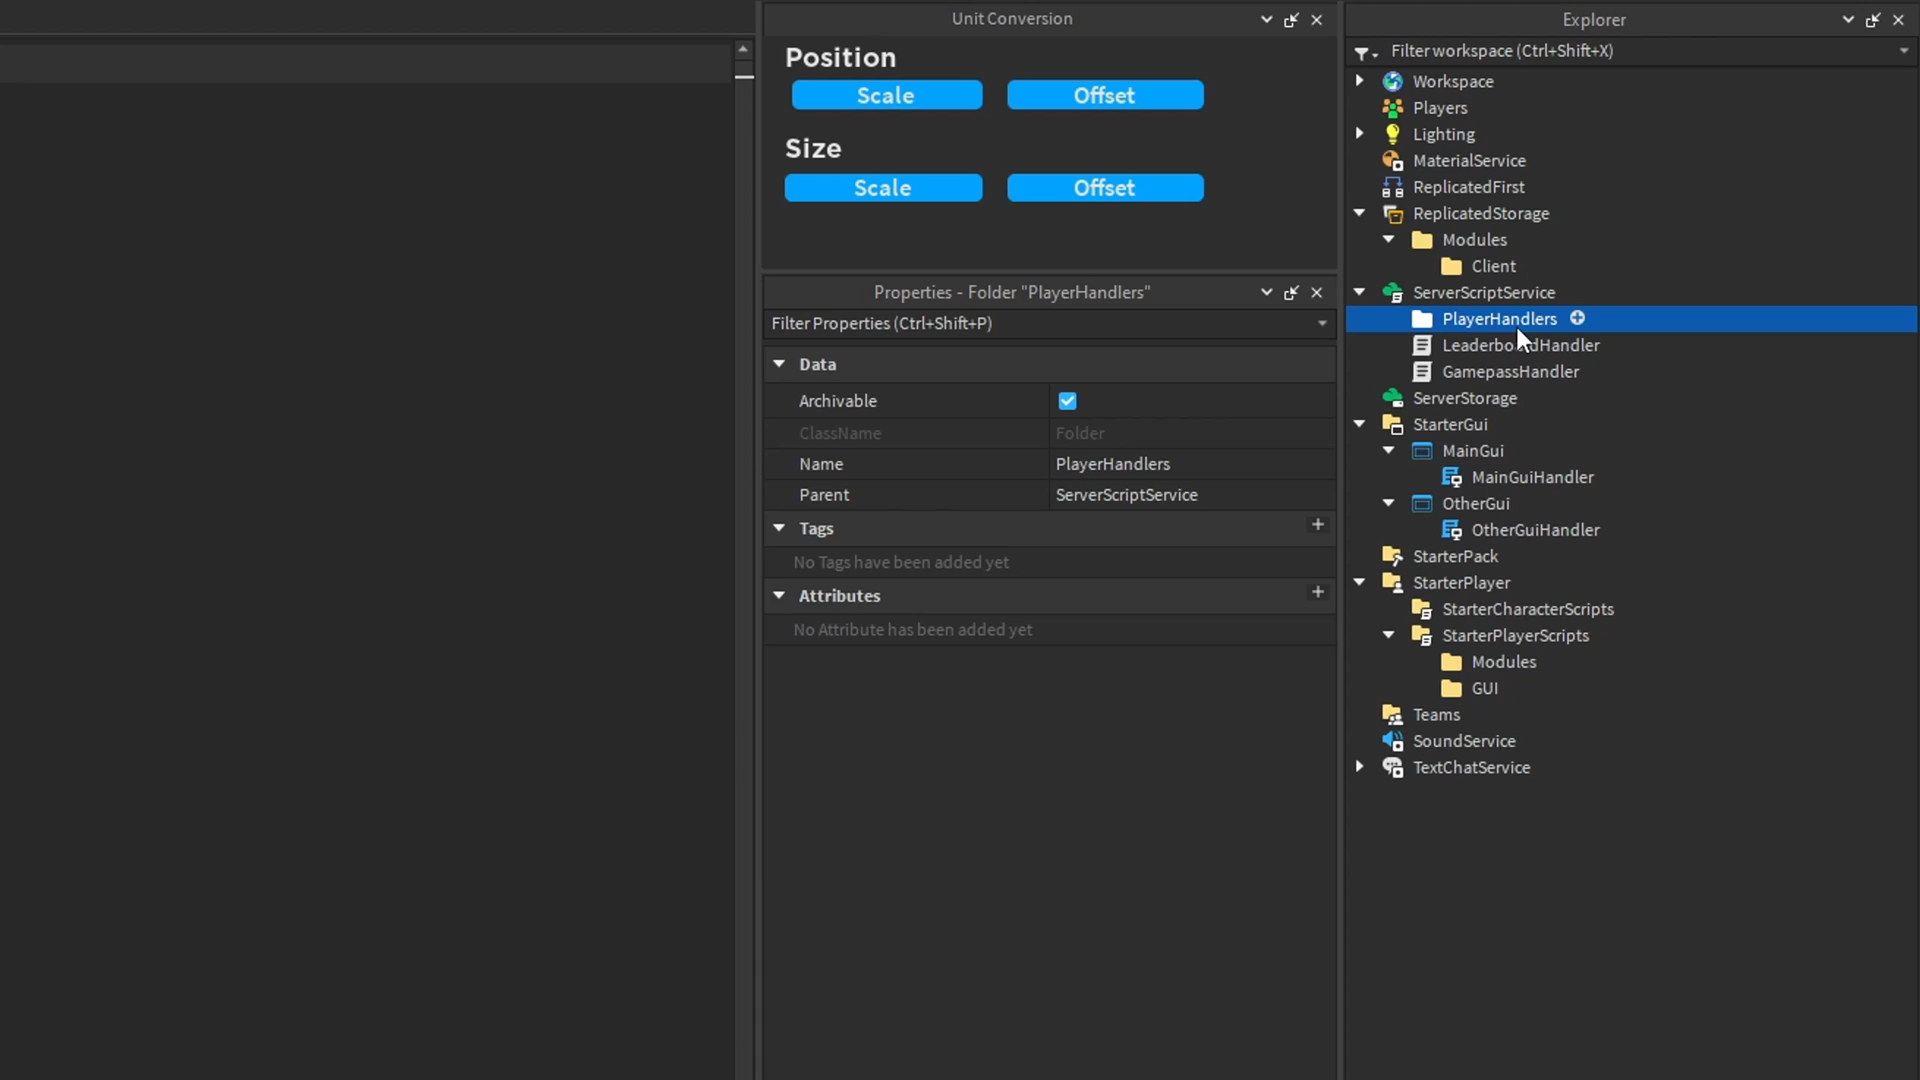 Unit Conversion
Position
Scale
Offset
Size
Scale
Offset
Properties - Folder "PlayerHandlers"
Filter Properties (Ctrl+Shift+P)
Data
Archivable
ClassName Folder
Name PlayerHandlers
Parent ServerScriptService
Tags
No Tags have been added yet
Attributes
No Attribute has been added yet
Explorer
Filter workspace (Ctrl+Shift+X)
Workspace
Players
Lighting
MaterialService
ReplicatedFirst
ReplicatedStorage
Modules
Client
ServerScriptService
PlayerHandlers
LeaderboardHandler
GamepassHandler
ServerStorage
StarterGui
MainGui
MainGuiHandler
OtherGui
OtherGuiHandler
StarterPack
StarterPlayer
StarterCharacterScripts
StarterPlayerScripts
Modules
GUI
Teams
SoundService
TextChatService